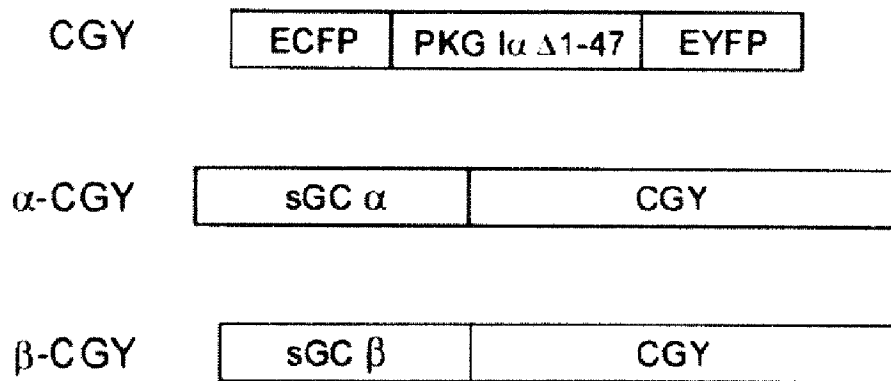 CGY ECFP PKG Iα Δ1-47 EYFP
α-CGY sGC α CGY
β-CGY sGC β CGY